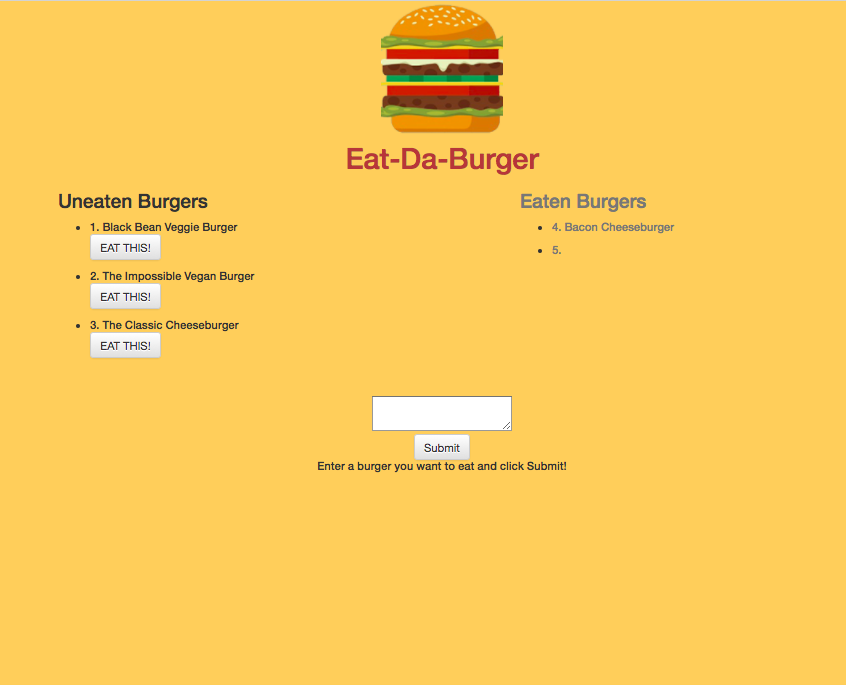 Eat-Da-Burger
Uneaten Burgers
1. Black Bean Veggie Burger
EAT THIS!
2. The Impossible Vegan Burger
EAT THIS!
3. The Classic Cheeseburger
EAT THIS!
Eaten Burgers
4. Bacon Cheeseburger
5.
Submit
Enter a burger you want to eat and click Submit!